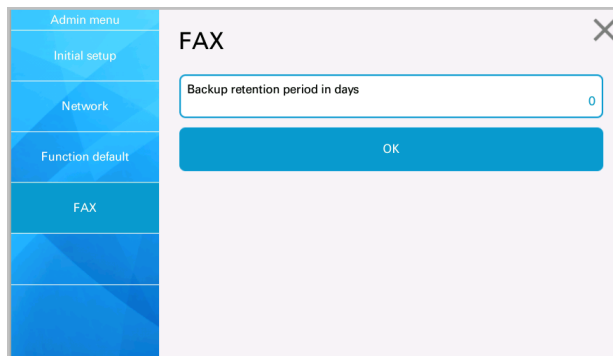 Admin menu
Initial setup
Network
Function default
FAX
FAX
Backup retention period in days
0
OK